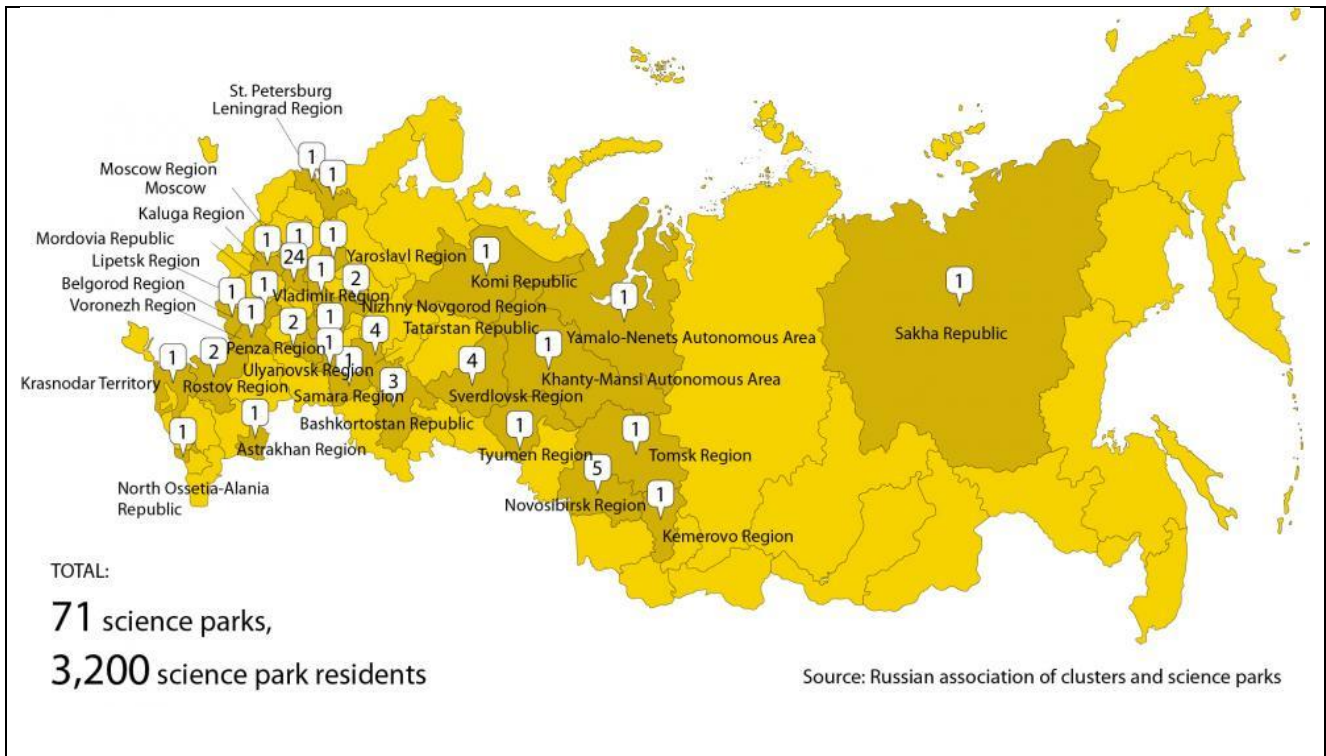 St. Petersburg
Leningrad Region
1
1
Moscow Region
Moscow
Kaluga Region
Mordovia Republic
Lipetsk Region
Belgorod Region
Voronezh Region
1
1
1
24
1
2
Yaroslavl Region
1
Komi Republic
1
1
Vladimir Region
Nizhny Novgorod Region
1
Yamalo-Nenets Autonomous Area
1
Sakha Republic
1
2
1
4
Tatarstan Republic
1
Penza Region
1
Ulyanovsk Region
1
2
Krasnodar Territory
Rostov Region
1
Samara Region
3
Bashkortostan Republic
4
Sverdlovsk Region
1
Khanty-Mansi Autonomous Area
1
North Ossetia-Alania
Republic
1
Astrakhan Region
1
Tyumen Region
1
Tomsk Region
5
Novosibirsk Region
1
Kemerovo Region
TOTAL:
71 science parks,
3,200 science park residents
Source: Russian association of clusters and science parks